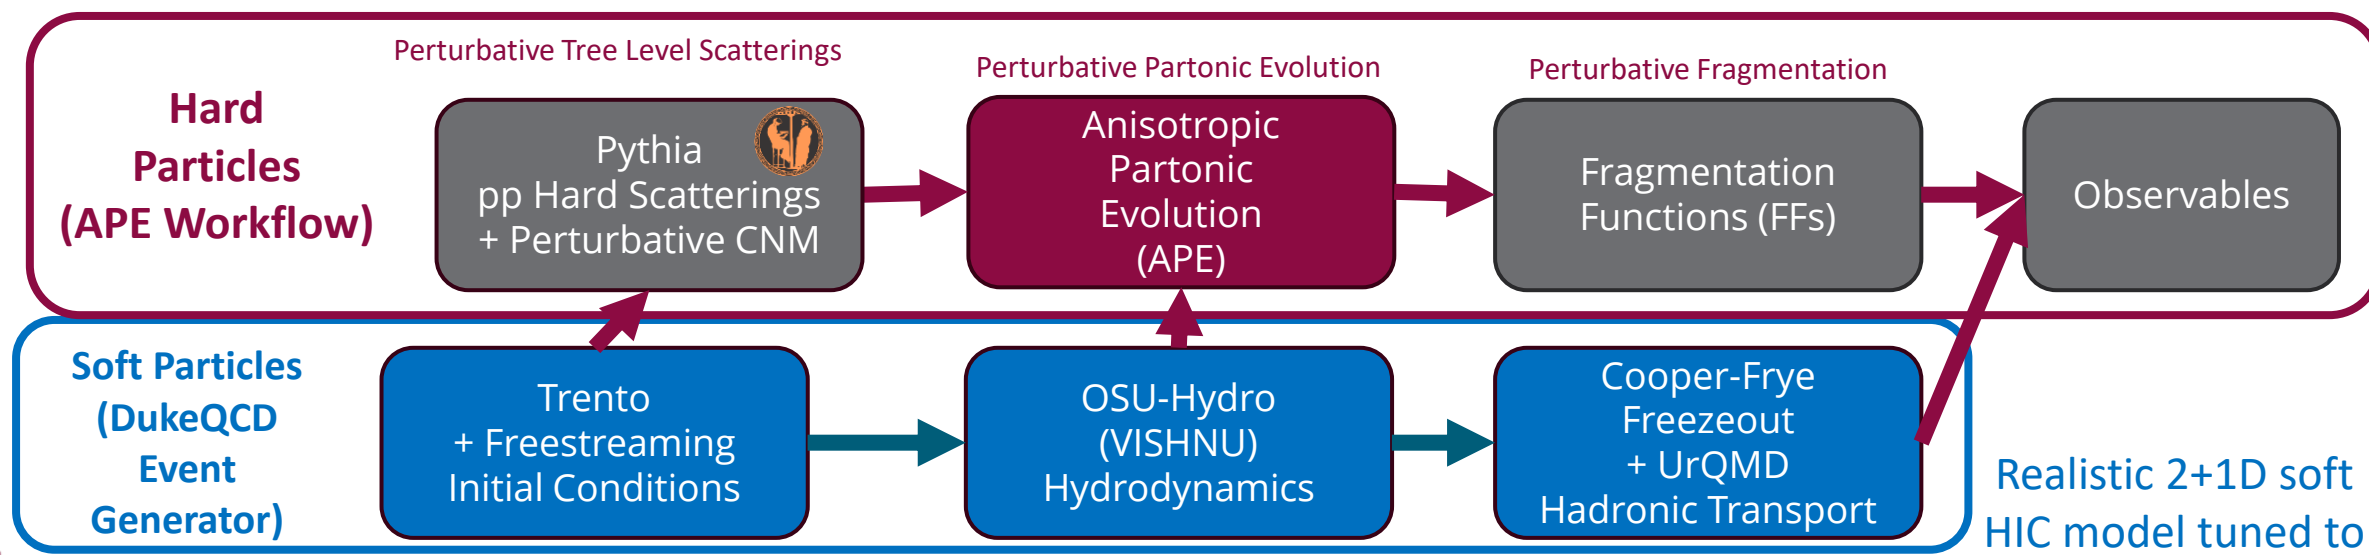 Perturbative Tree Level Scatterings
Perturbative Partonic Evolution
Perturbative Fragmentation
Hard
Particles
(APE Workflow)
Pythia
pp Hard Scatterings
+ Perturbative CNM
Anisotropic
Partonic
Evolution
(APE)
Fragmentation
Functions (FFs)
Observables
Soft Particles
(DukeQCD
Event
Generator)
Trento
+ Freestreaming
Initial Conditions
OSU-Hydro
(VISHNU)
Hydrodynamics
Cooper-Frye
Freezeout
+ UrQMD
Hadronic Transport
Realistic 2+1D soft
HIC model tuned to